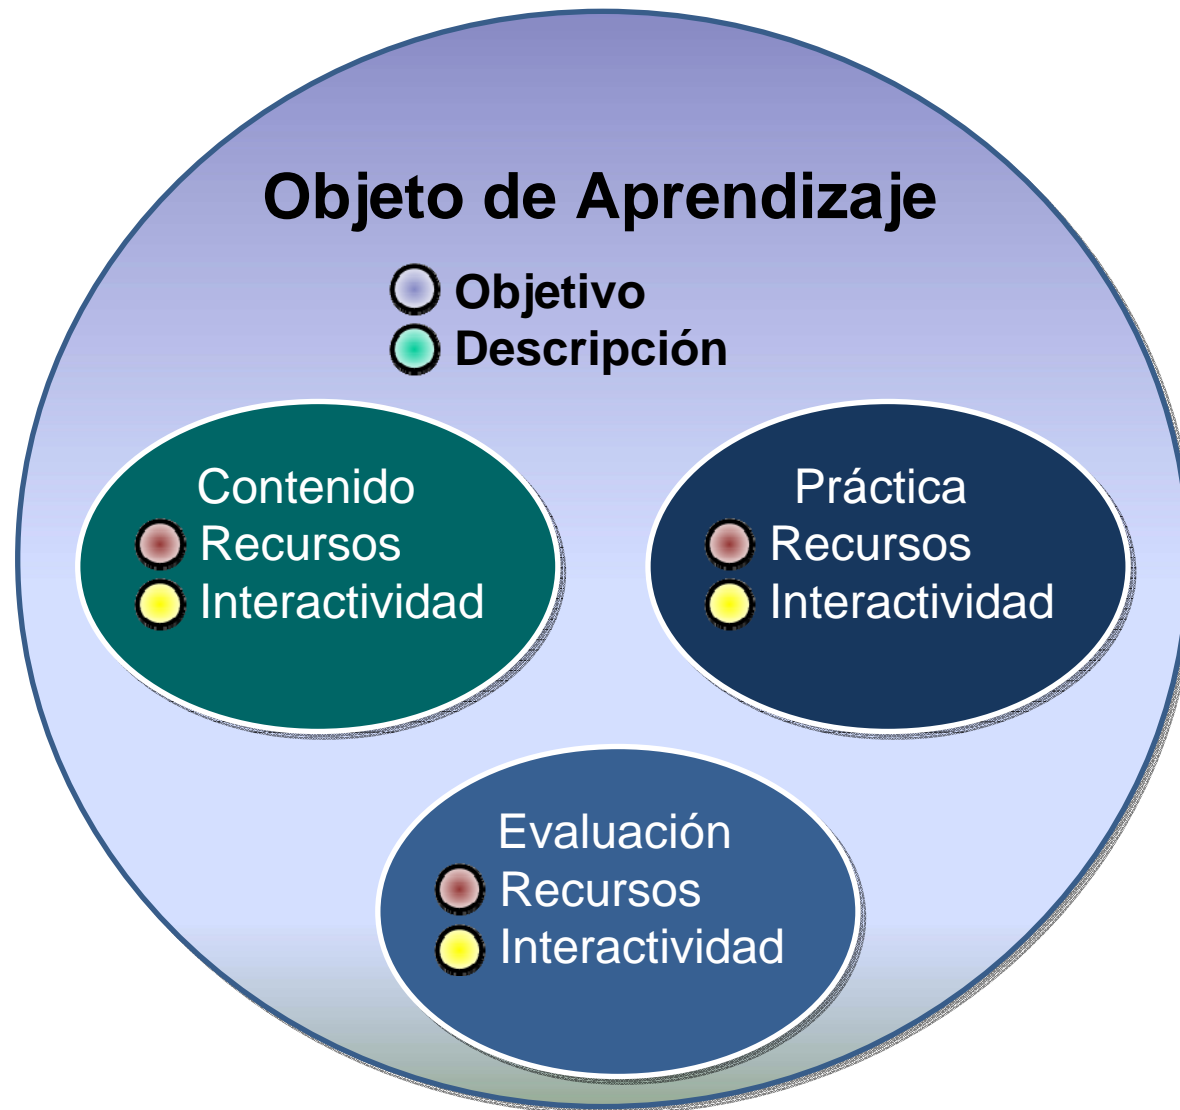 Objeto de Aprendizaje
Objetivo
Descripción
Contenido
Recursos
Interactividad
Práctica
Recursos
Interactividad
Evaluación
Recursos
Interactividad